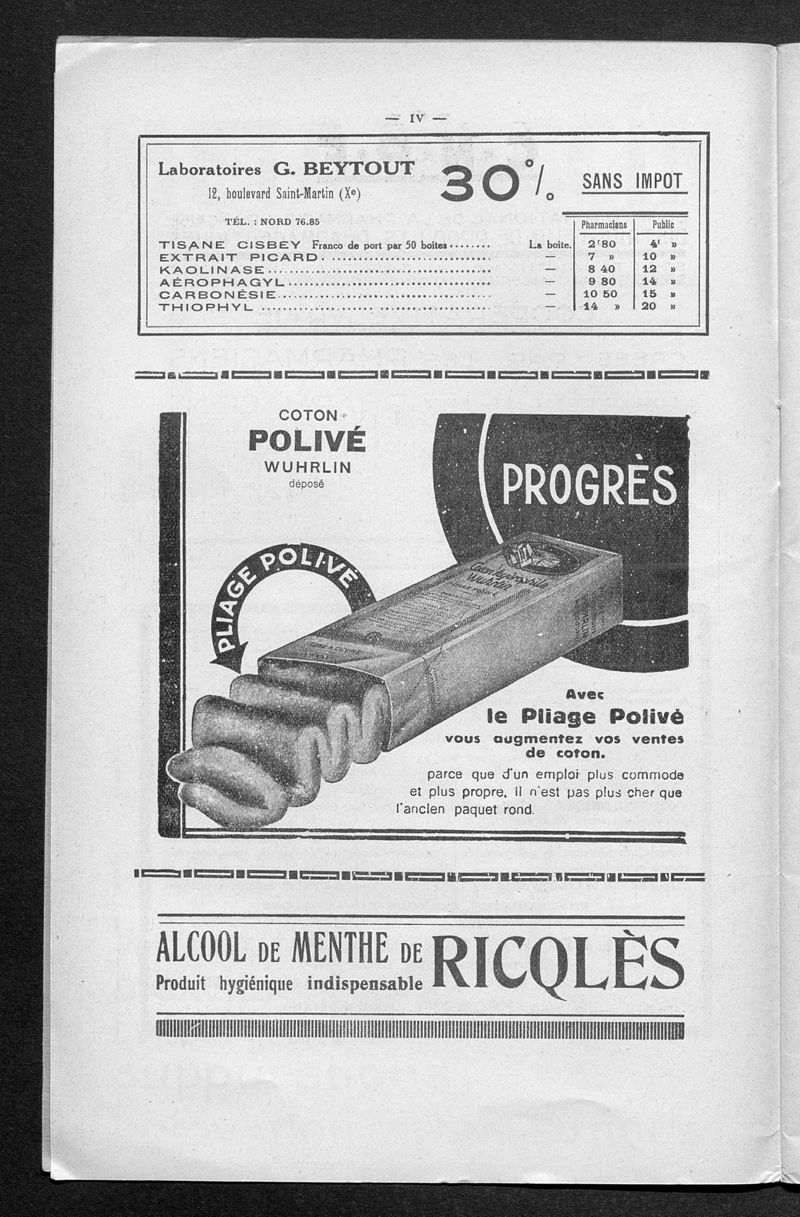 — IV —
Laboratoires G. BEYTOUT
12, boulevard Saint-Martin (Xe)
TÉL. : NORD 76.85
30%
SANS IMPOT
Pharmaciens Public
TISANE CISBEY Franco de port par 50 boîtes........ La boite. 2f80 4f »
EXTRAIT PICARD. — 7 » 10 »
KAOLINASE — 8 40 12 »
AÉROPHAGYL — 9 80 14 »
CARBONÉSIE — 10 50 15 »
THIOPHYL — 14 » 20 »
COTON
POLIVÉ
WUHRLIN
déposé
PROGRÈS
PLIAGE POLIVÉ
Wuhrlin
Avec
le Pliage Polivé
vous augmentez vos ventes
de coton.
parce que d'un emploi plus commode
et plus propre, il n'est pas plus cher que
l'ancien paquet rond.
ALCOOL DE MENTHE DE RICQLÈS
Produit hygiénique indispensable